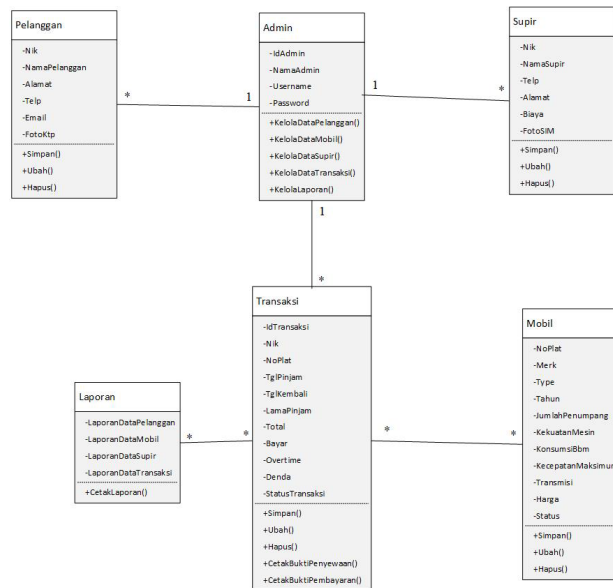 Pelanggan
-Nik
-NamaPelanggan
-Alamat
-Telp
-Email
-FotoKtp
+Simpan()
+Ubah()
+Hapus()
*
1
Admin
-IdAdmin
-NamaAdmin
-Username
-Password
+KelolaDataPelanggan()
+KelolaDataMobil()
+KelolaDataSupir()
+KelolaDataTransaksi()
+KelolaLaporan()
1
*
Supir
-Nik
-NamaSupir
-Telp
-Alamat
-Biaya
-FotoSIM
+Simpan()
+Ubah()
+Hapus()
1
*
Transaksi
-IdTransaksi
-Nik
-NoPlat
-TglPinjam
-TglKembali
-LamaPinjam
-Total
-Bayar
-Overtime
-Denda
-StatusTransaksi
+Simpan()
+Ubah()
+Hapus()
+CetakBuktiPenyewaan()
+CetakBuktiPembayaran()
Laporan
-LaporanDataPelanggan
-LaporanDataMobil
-LaporanDataSupir
-LaporanDataTransaksi
+CetakLaporan()
*
*
*
*
Mobil
-NoPlat
-Merk
-Type
-Tahun
-JumlahPenumpang
-KekuatanMesin
-KonsumsiBbm
-KecepatanMaksimum
-Transmisi
-Harga
-Status
+Simpan()
+Ubah()
+Hapus()